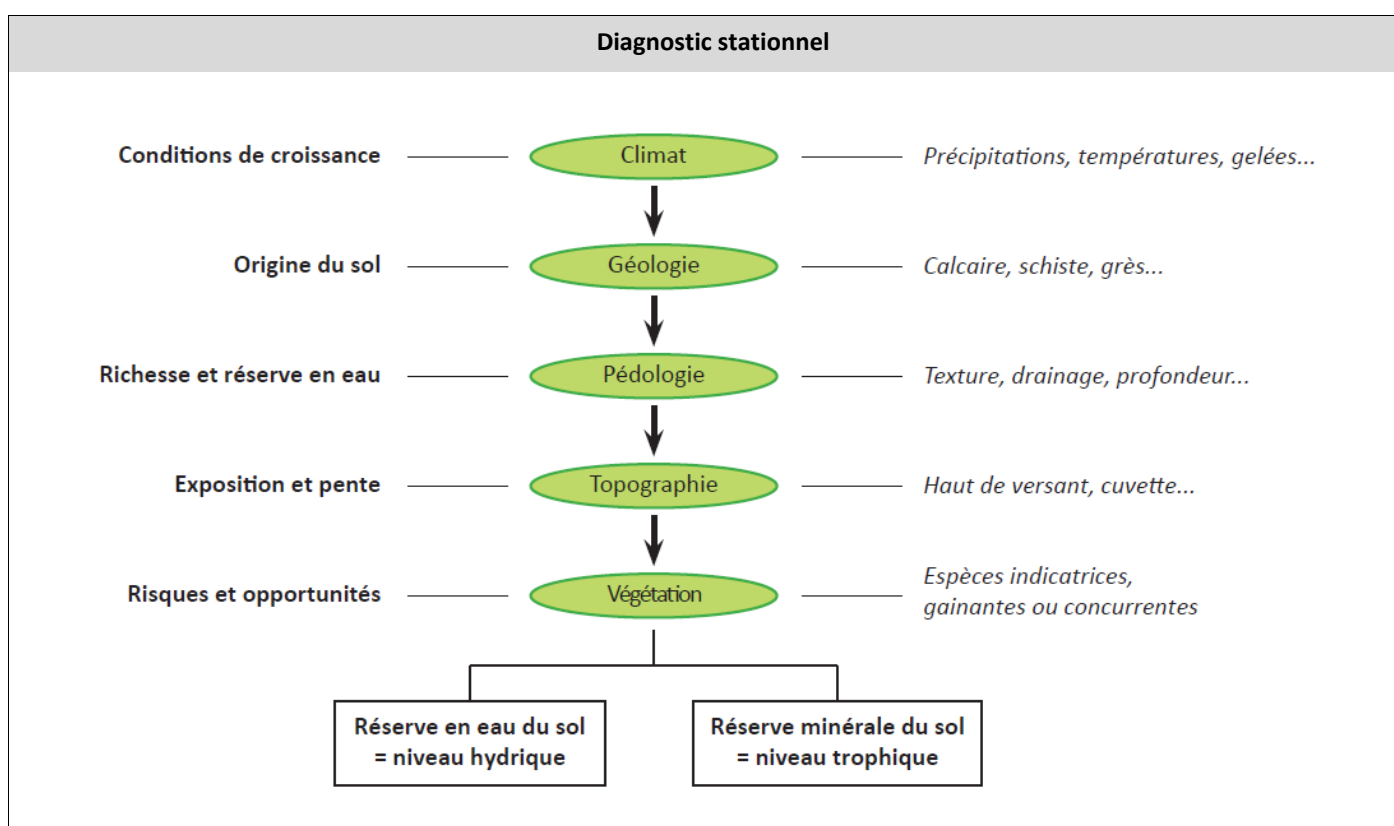 Diagnostic stationnel
Conditions de croissance
Climat
Précipitations, températures, gelées...
Origine du sol
Géologie
Calcaire, schiste, grès...
Richesse et réserve en eau
Pédologie
Texture, drainage, profondeur...
Exposition et pente
Topographie
Haut de versant, cuvette...
Risques et opportunités
Végétation
Espèces indicatrices,
gainantes ou concurrentes
Réserve en eau du sol
= niveau hydrique
Réserve minérale du sol
= niveau trophique